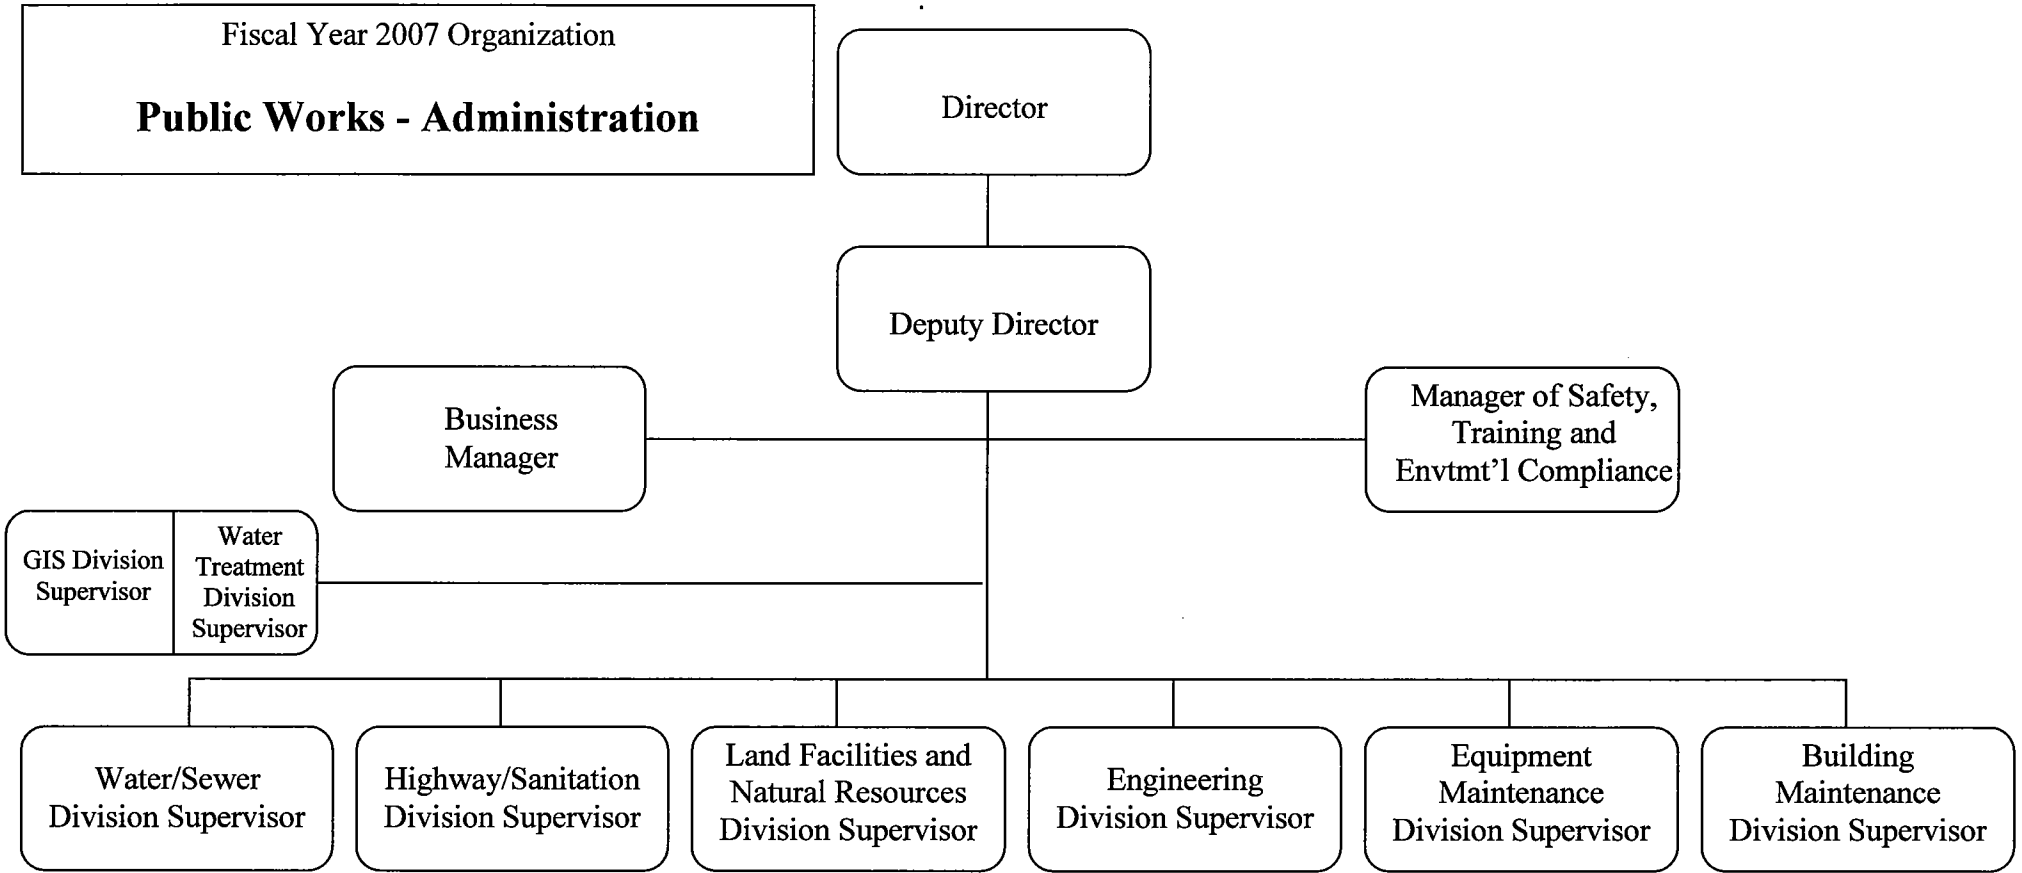 Fiscal Year 2007 Organization
Public Works - Administration
Director
Deputy Director
Business
Manager
Manager of Safety,
Training and
Envtmt'l Compliance
GIS Division
Supervisor
Water
Treatment
Division
Supervisor
Water/Sewer
Division Supervisor
Highway/Sanitation
Division Supervisor
Land Facilities and
Natural Resources
Division Supervisor
Engineering
Division Supervisor
Equipment
Maintenance
Division Supervisor
Building
Maintenance
Division Supervisor